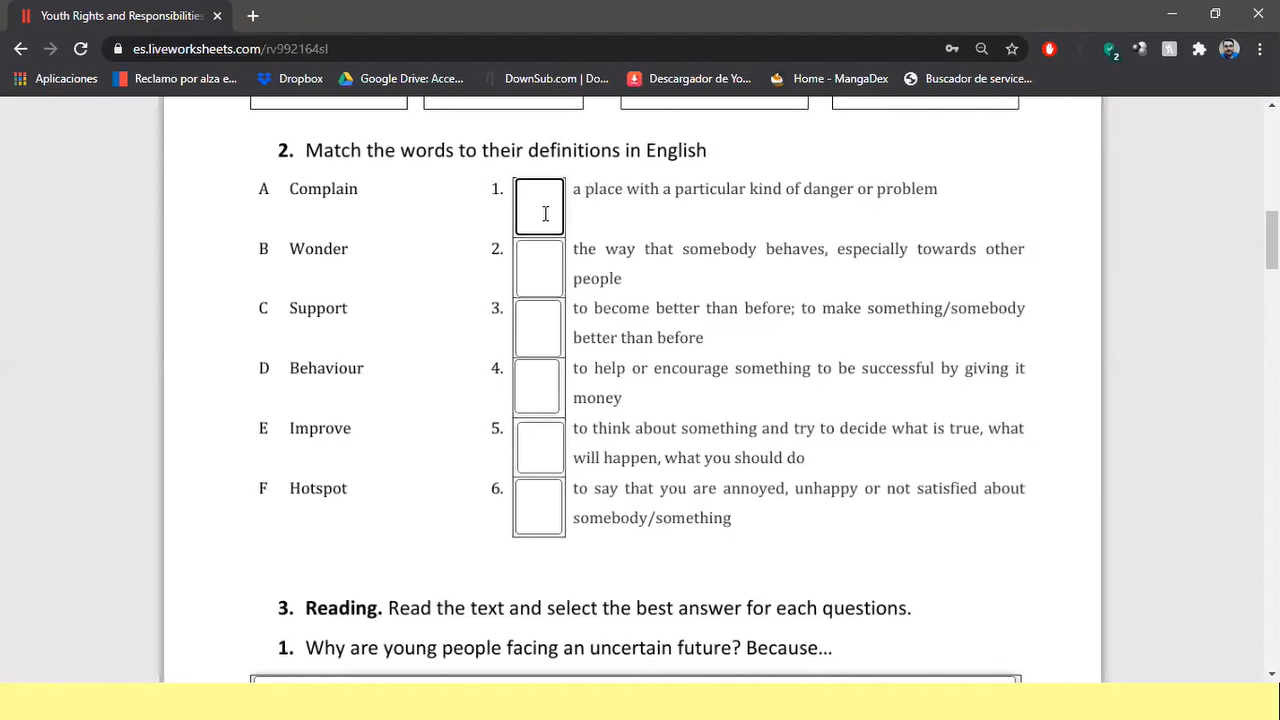 Youth Rights and Responsibilities
es.liveworksheets.com/rv992164sl
2
Aplicaciones Reclamo por alza e... Dropbox Google Drive: Acce... DownSub.com | Do... Descargador de Yo... Home - MangaDex Buscador de service...
2. Match the words to their definitions in English
A Complain 1. a place with a particular kind of danger or problem
B Wonder 2. the way that somebody behaves, especially towards other
people
C Support 3. to become better than before; to make something/somebody
better than before
D Behaviour 4. to help or encourage something to be successful by giving it
money
E Improve 5. to think about something and try to decide what is true, what
will happen, what you should do
F Hotspot 6. to say that you are annoyed, unhappy or not satisfied about
somebody/something
3. Reading. Read the text and select the best answer for each questions.
1. Why are young people facing an uncertain future? Because...